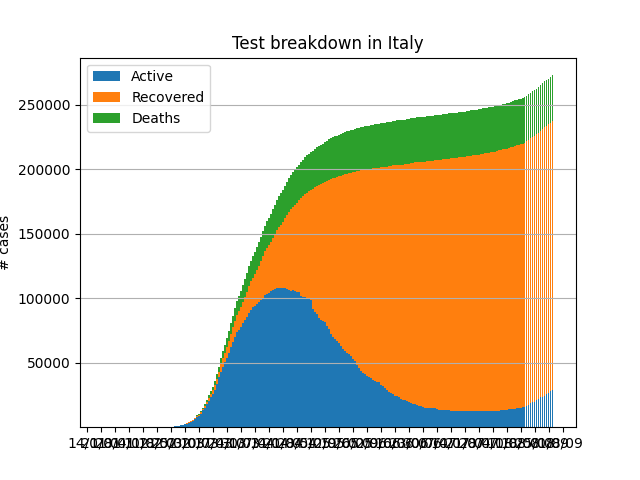 Test breakdown in Italy
Active
Recovered
Deaths
250000
200000
150000
100000
50000
# cases